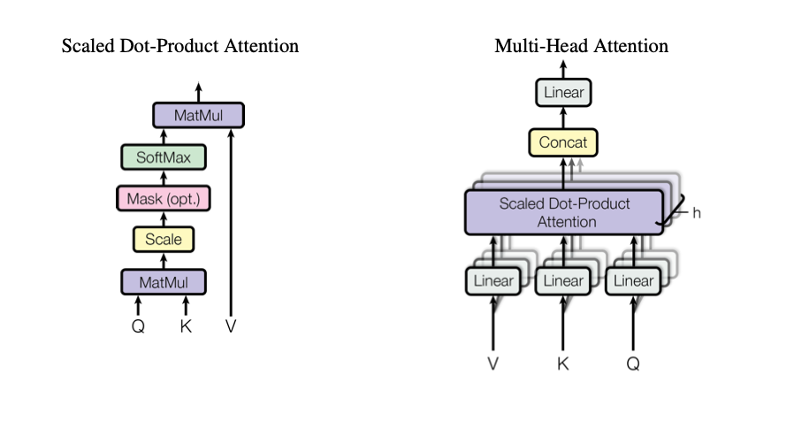 Scaled Dot-Product Attention
MatMul
SoftMax
Mask (opt.)
Scale
MatMul
Q K V
Multi-Head Attention
Linear
Concat
Scaled Dot-Product
Attention
h
Linear Linear Linear
V K Q